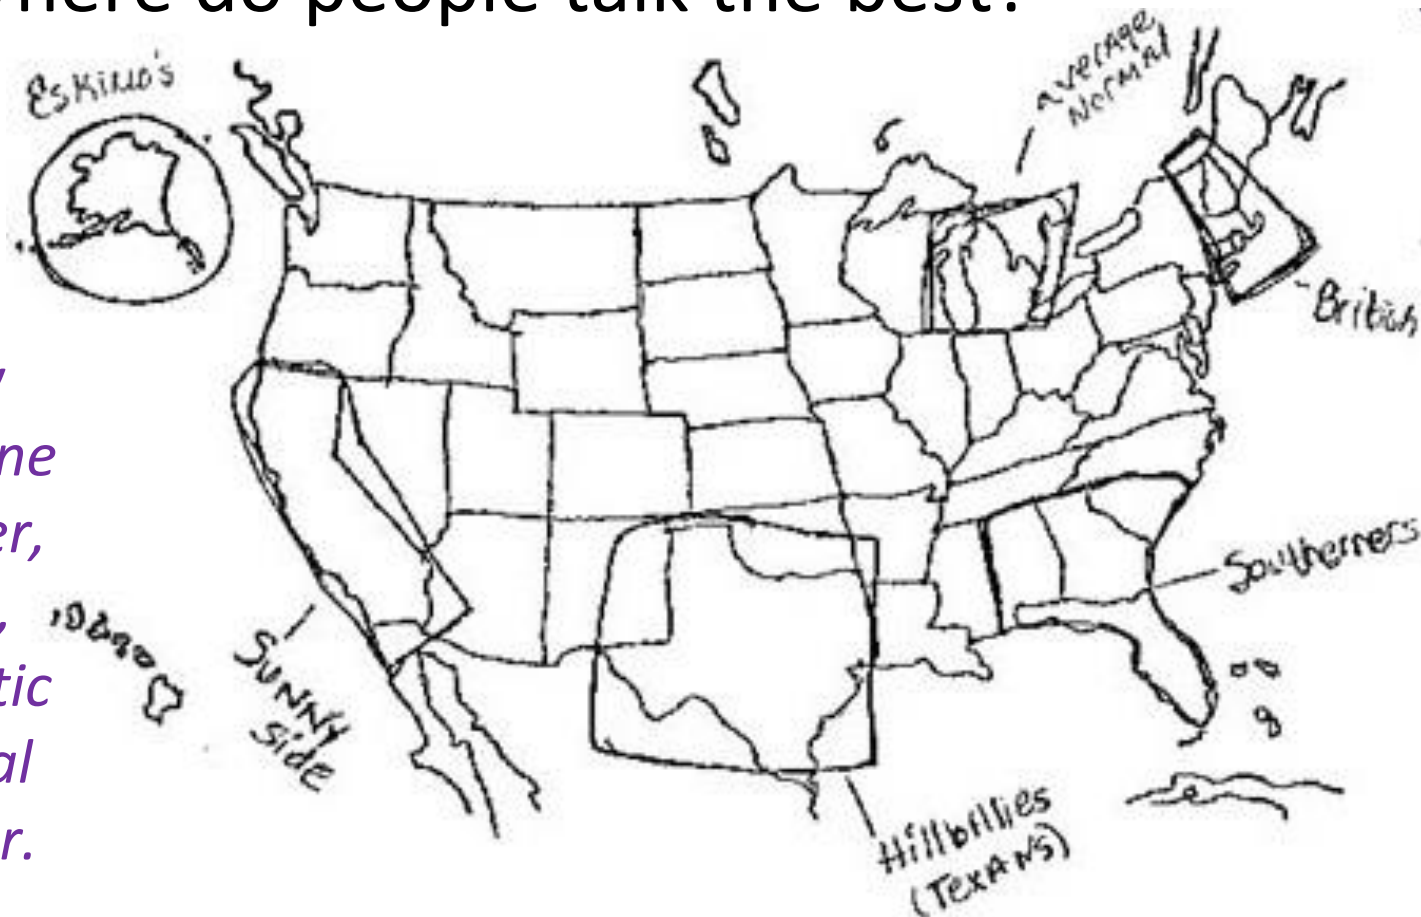 here do people talk the best?
Eskimo's
average
Normal
British
ne
er,
tic
al
r.
Southerners
SUNNY
Side
Hillbillies
(TEXANS)